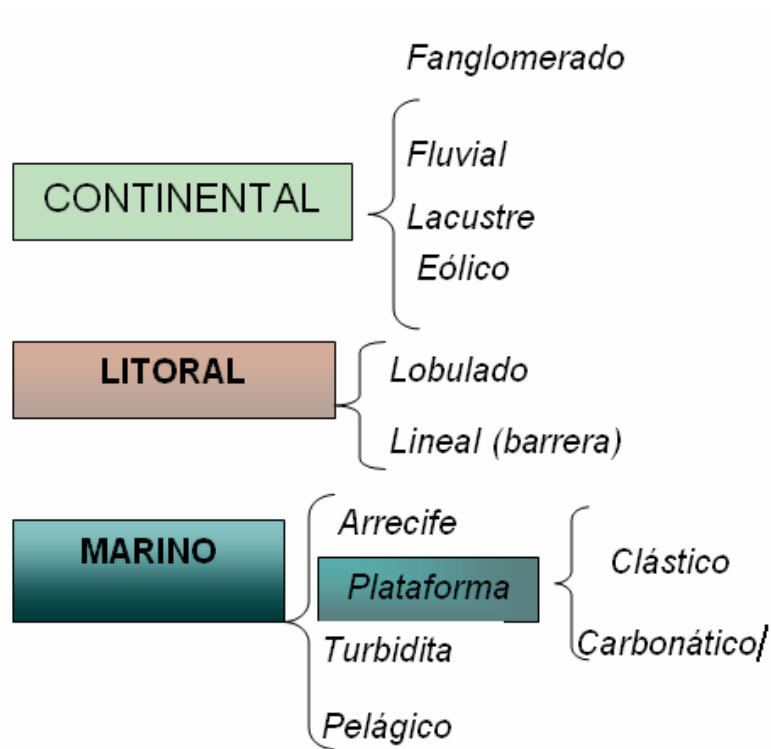 Fanglomerado
CONTINENTAL
Fluvial
Lacustre
Eólico
LITORAL
Lobulado
Lineal (barrera)
MARINO
Arrecife
Plataforma
Turbidita
Pelágico
Clástico
Carbonático/